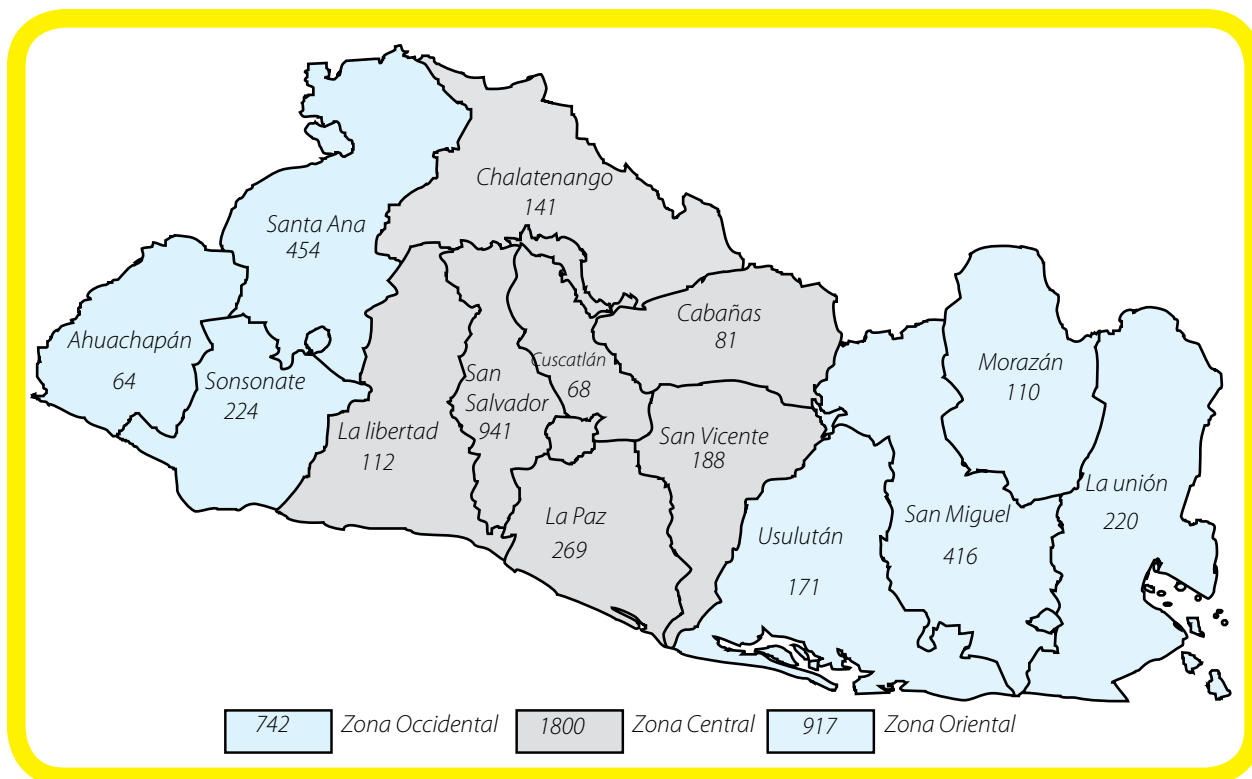 Chalatenango
141
Santa Ana
454
Cabañas
81
Ahuachapán
64
Sonsonate
224
Cuscatlán
68
San
Salvador
941
Morazán
110
La libertad
112
San Vicente
188
La unión
220
La Paz
269
Usulután
171
San Miguel
416
742 Zona Occidental 1800 Zona Central 917 Zona Oriental